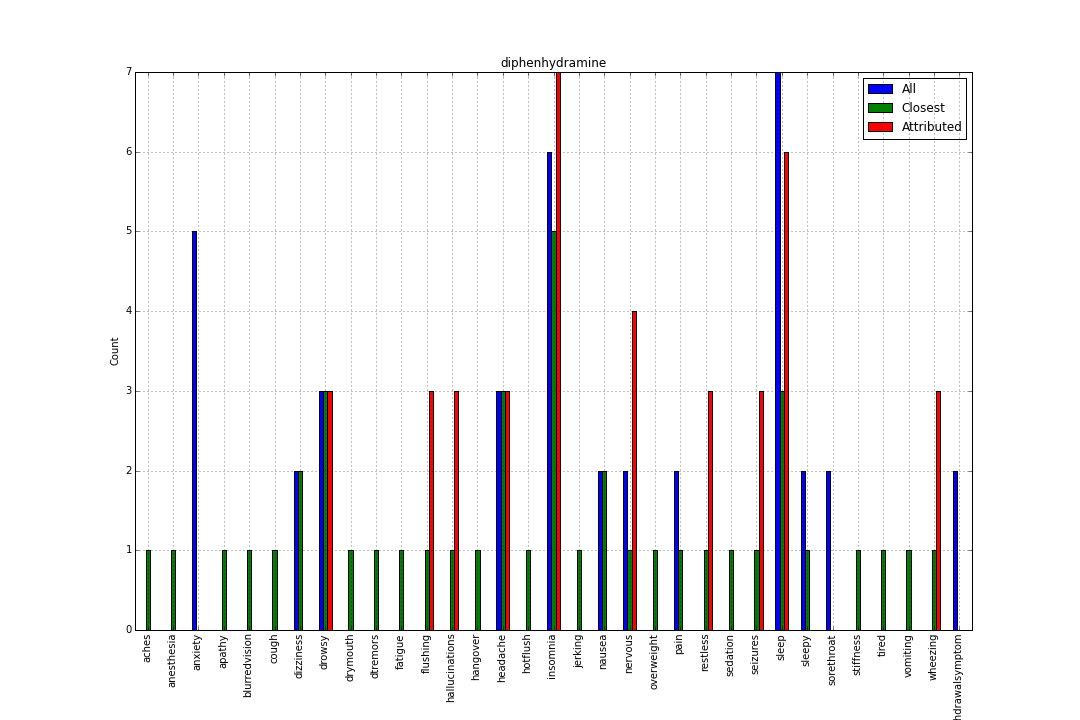 diphenhydramine
7
6
5
4
3
2
1
0
Count
All
Closest
Attributed
aches
anesthesia
anxiety
apathy
blurredvision
cough
dizziness
drowsy
drymouth
dtremors
fatigue
flushing
hallucinations
hangover
headache
hotflush
insomnia
jerking
nausea
nervous
overweight
pain
restless
sedation
seizures
sleep
sleepy
sorethroat
stiffness
tired
vomiting
wheezing
hdrawalsymptom